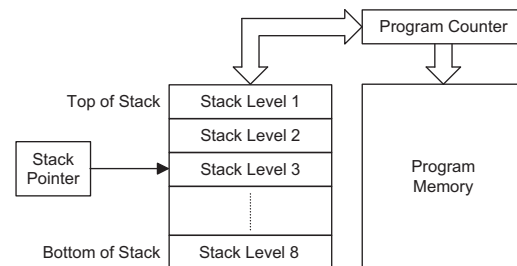 Program Counter
Top of Stack
Stack Level 1
Stack Level 2
Stack
Pointer
Stack Level 3
Program
Memory
Bottom of Stack
Stack Level 8